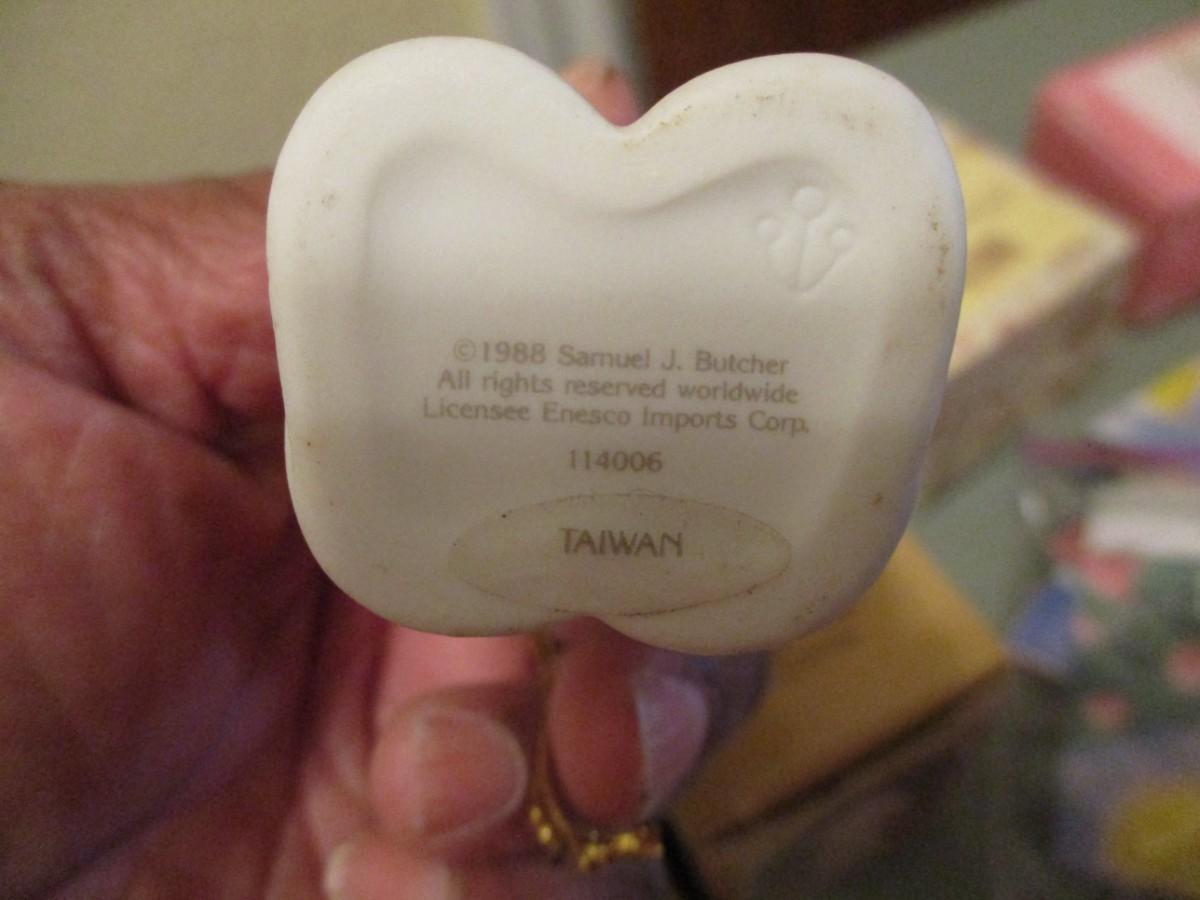 ©1988 Samuel J. Butcher
All rights reserved worldwide
Licensee Enesco Imports Corp.
114006
TAIWAN